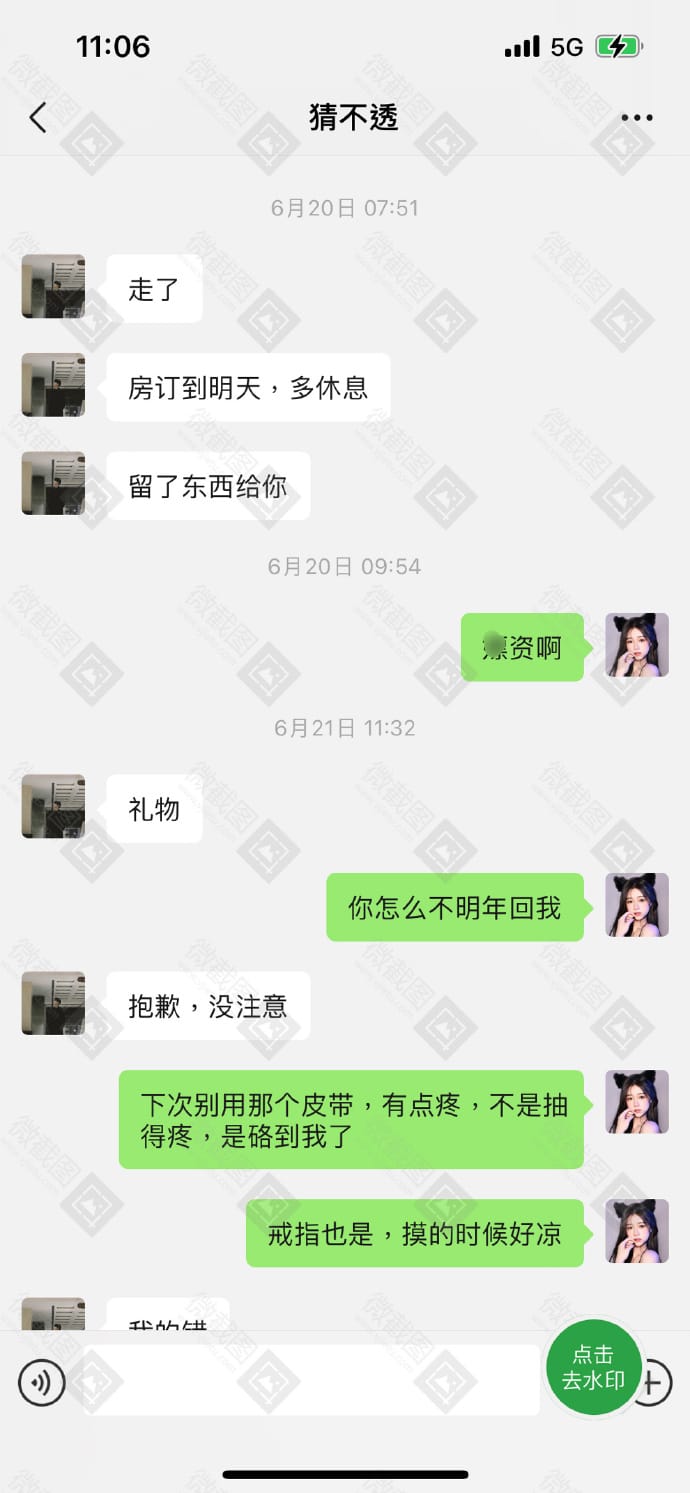 11:06
5G
猜不透
6月20日 07:51
走了
房订到明天，多休息
留了东西给你
6月20日 09:54
资啊
6月21日 11:32
礼物
你怎么不明年回我
抱歉，没注意
下次别用那个皮带，有点疼，不是抽
得疼，是硌到我了
戒指也是，摸的时候好凉
我的错
点击
去水印
微截图